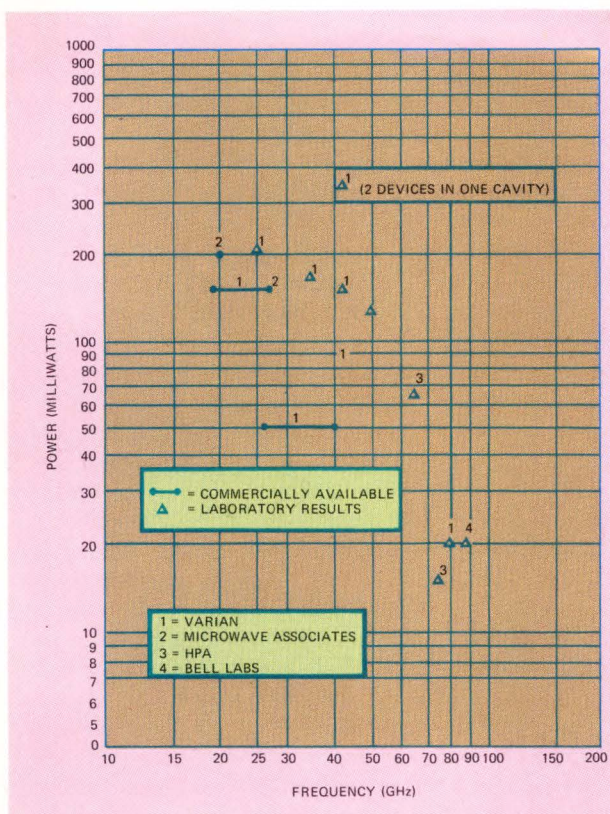 1000
900
800
700
600
500
400
300
200
100
90
80
70
60
50
40
30
20
10
9
8
7
6
5
0
POWER (MILLIWATTS)
1 (2 DEVICES IN ONE CAVITY)
2 1
1 2 1 1
1
3
1
= COMMERCIALLY AVAILABLE
= LABORATORY RESULTS
1 4
3
1 = VARIAN
2 = MICROWAVE ASSOCIATES
3 = HPA
4 = BELL LABS
10 15 20 25 30 40 50 60 70 80 90 100 150 200
FREQUENCY (GHz)